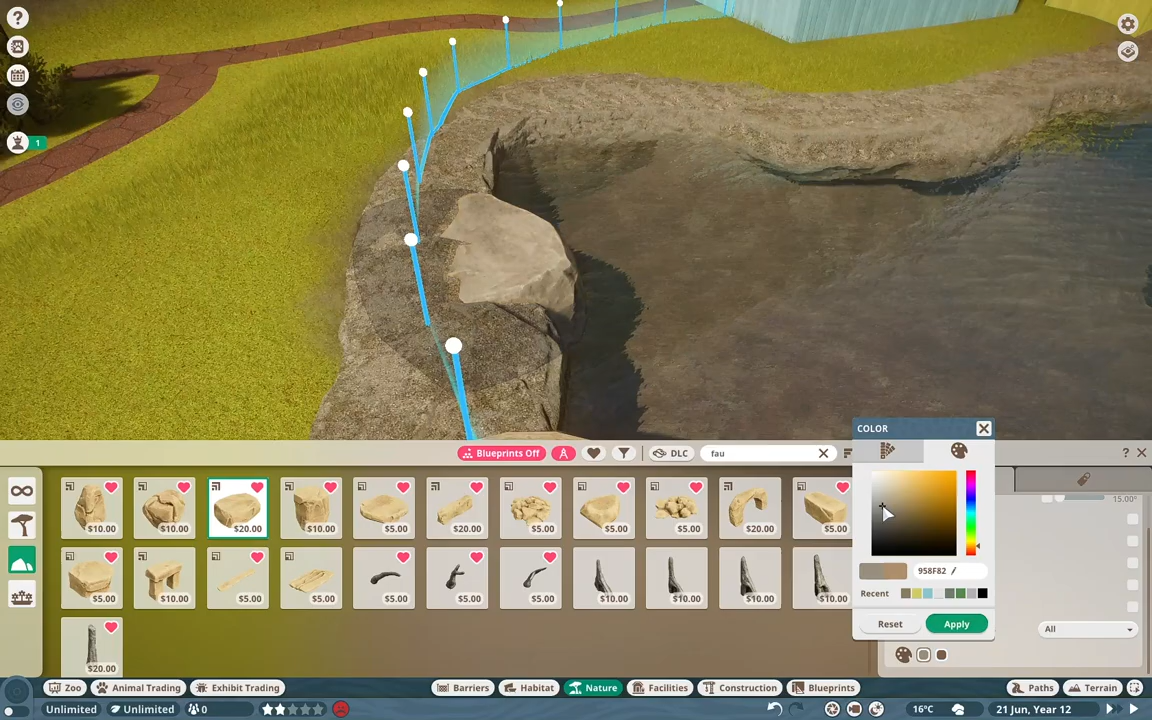 ?
1
Blueprints Off
DLC
fau
? ✕
$10.00 $10.00 $20.00 $10.00 $5.00 $20.00 $5.00 $5.00 $5.00 $20.00 $5.00
$5.00 $10.00 $5.00 $5.00 $5.00 $5.00 $5.00 $10.00 $10.00 $10.00 $10.00
$20.00
COLOR
958F82
Recent
Reset Apply
15.00°
All
Zoo Animal Trading Exhibit Trading Barriers Habitat Nature Facilities Construction Blueprints Paths Terrain
Unlimited Unlimited 0 16°C 21 Jun, Year 12